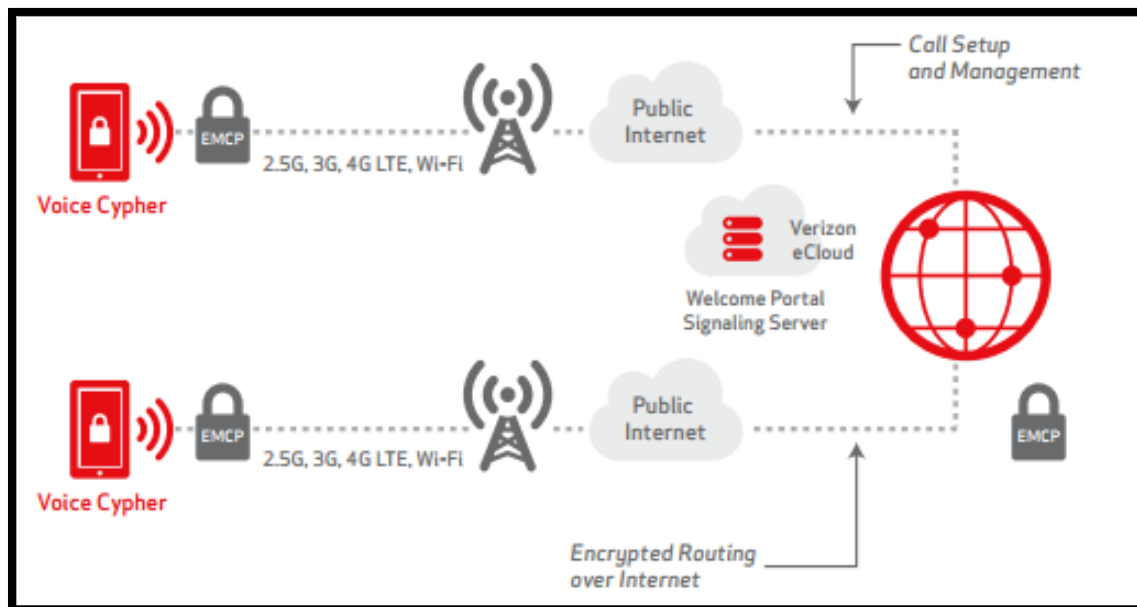 Call Setup
and Management
Public
Internet
EMCP
2.5G, 3G, 4G LTE, Wi-Fi
Voice Cypher
Verizon
eCloud
Welcome Portal
Signaling Server
Public
Internet
EMCP
EMCP
2.5G, 3G, 4G LTE, Wi-Fi
Voice Cypher
Encrypted Routing
over Internet